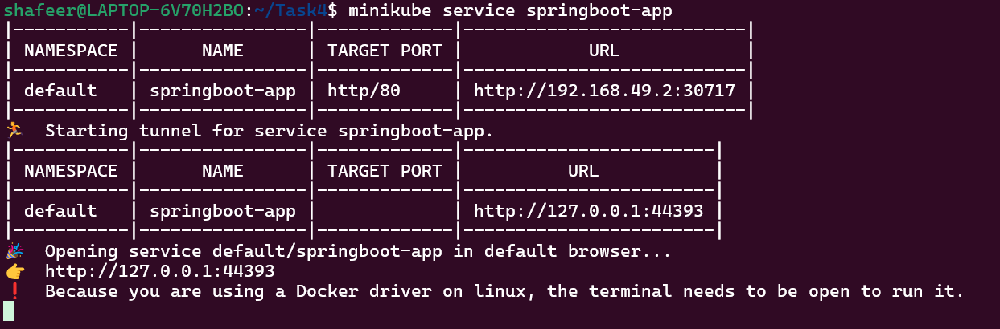 shafeer@LAPTOP-6V70H2BO:~/Task4$ minikube service springboot-app
|-----------|----------------|-------------|---------------------------|
| NAMESPACE |      NAME      | TARGET PORT |            URL            |
|-----------|----------------|-------------|---------------------------|
| default   | springboot-app | http/80     | http://192.168.49.2:30717 |
|-----------|----------------|-------------|---------------------------|
🏃  Starting tunnel for service springboot-app.
|-----------|----------------|-------------|------------------------|
| NAMESPACE |      NAME      | TARGET PORT |          URL           |
|-----------|----------------|-------------|------------------------|
| default   | springboot-app |             | http://127.0.0.1:44393 |
|-----------|----------------|-------------|------------------------|
🎉  Opening service default/springboot-app in default browser...
👉  http://127.0.0.1:44393
❗  Because you are using a Docker driver on linux, the terminal needs to be open to run it.